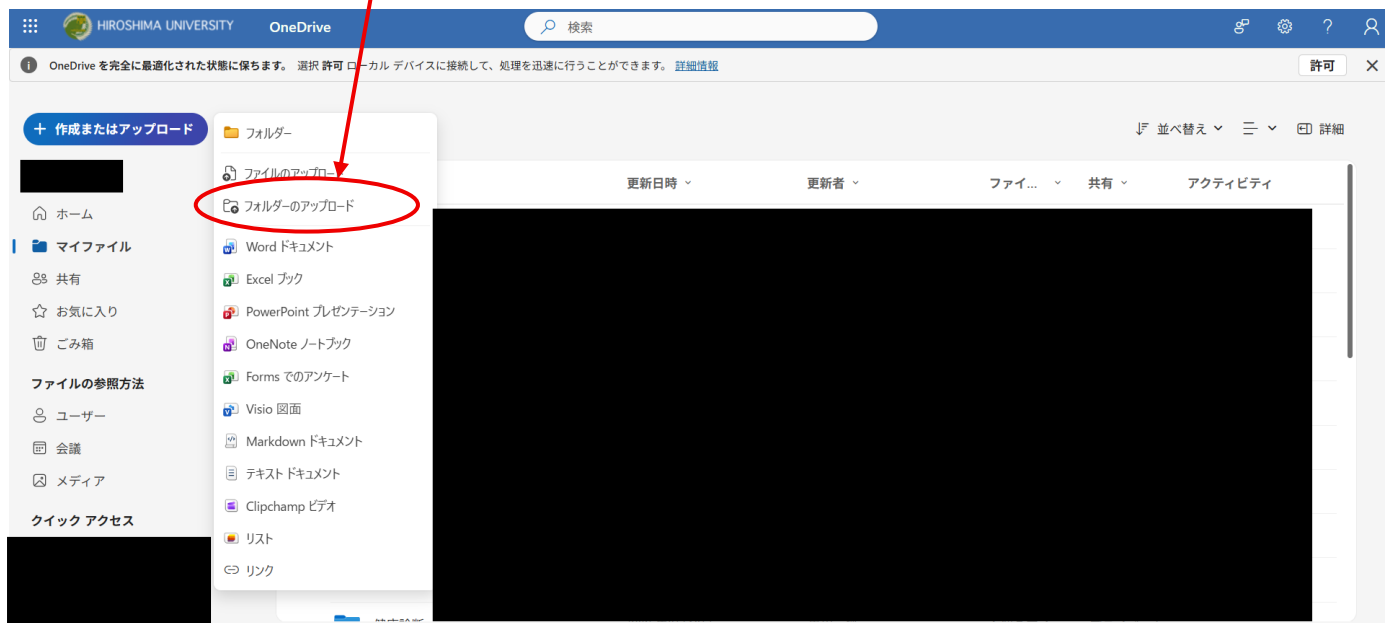 HIROSHIMA UNIVERSITY OneDrive 検索
OneDrive を完全に最適化された状態に保ちます。 選択 許可 ローカル デバイスに接続して、処理を迅速に行うことができます。 詳細情報 許可
+ 作成またはアップロード
並べ替え 詳細
フォルダー
ファイルのアップロー
フォルダーのアップロード
Word ドキュメント
Excel ブック
PowerPoint プレゼンテーション
OneNote ノートブック
Forms でのアンケート
Visio 図面
Markdown ドキュメント
テキスト ドキュメント
Clipchamp ビデオ
リスト
リンク
更新日時 更新者 ファイ... 共有 アクティビティ
ホーム
マイファイル
共有
お気に入り
ごみ箱
ファイルの参照方法
ユーザー
会議
メディア
クイック アクセス